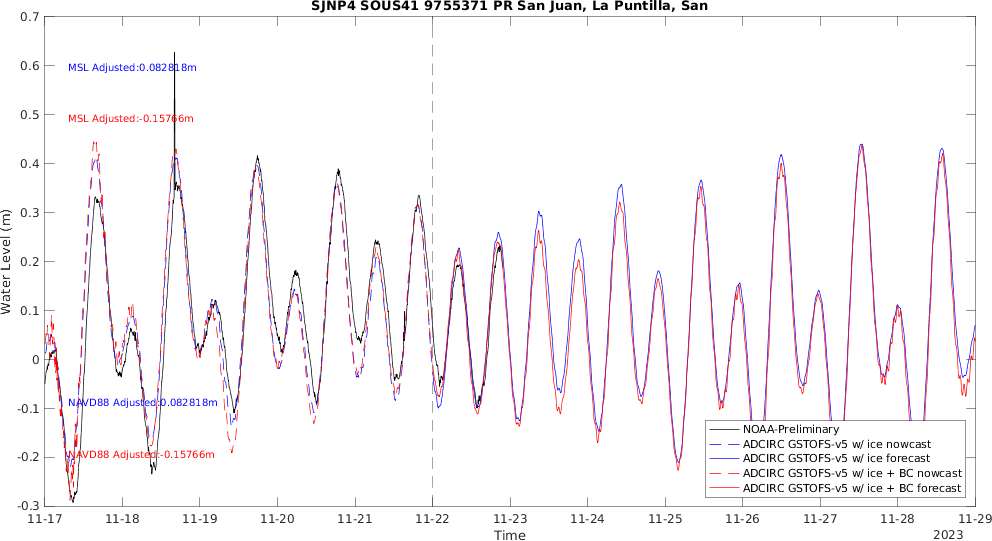 SJNP4 SOUS41 9755371 PR San Juan, La Puntilla, San
0.7
0.6
0.5
0.4
0.3
0.2
0.1
0
-0.1
-0.2
-0.3
Water Level (m)
MSL Adjusted:0.082818m
MSL Adjusted:-0.15766m
NAVD88 Adjusted:0.082818m
NAVD88 Adjusted:-0.15766m
NOAA-Preliminary
ADCIRC GSTOFS-v5 w/ ice nowcast
ADCIRC GSTOFS-v5 w/ ice forecast
ADCIRC GSTOFS-v5 w/ ice + BC nowcast
ADCIRC GSTOFS-v5 w/ ice + BC forecast
11-17 11-18 11-19 11-20 11-21 11-22 11-23 11-24 11-25 11-26 11-27 11-28 11-29
Time
2023